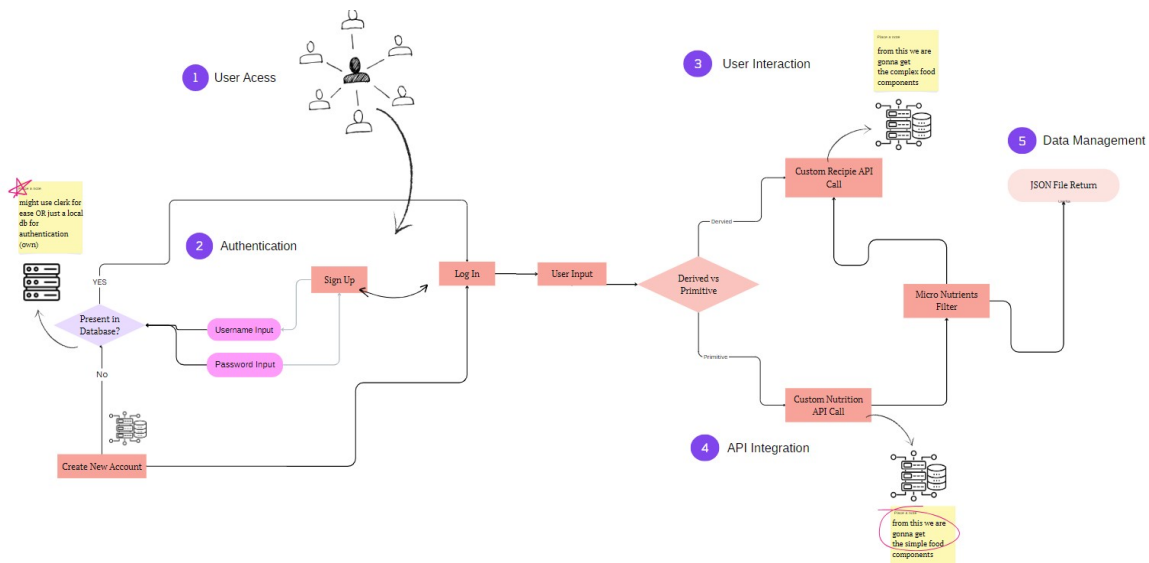 1
User Acess
3
User Interaction
Place a note
from this we are
gonna get
the complex food
components
5
Data Management
JSON File Return
Custom Recipie API
Call
might use clerk for
ease OR just a local
db for
authentication
(own)
2
Authentication
Derived
Sign Up
Log In
User Input
Derived vs
Primitive
Micro Nutrients
Filter
YES
Present in
Database?
Username Input
Password Input
Primitive
No
Custom Nutrition
API Call
4
API Integration
Create New Account
Place a note
from this we are
gonna get
the simple food
components